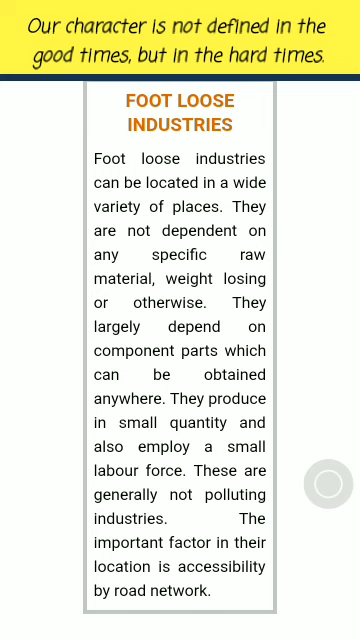 Our character is not defined in the
good times, but in the hard times.
FOOT LOOSE
INDUSTRIES
Foot loose industries
can be located in a wide
variety of places. They
are not dependent on
any specific raw
material, weight losing
or otherwise. They
largely depend on
component parts which
can be obtained
anywhere. They produce
in small quantity and
also employ a small
labour force. These are
generally not polluting
industries. The
important factor in their
location is accessibility
by road network.